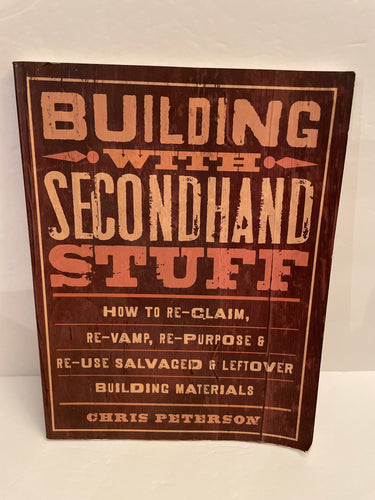 BUILDING
WITH
SECONDHAND
STUFF
HOW TO RE-CLAIM,
RE-VAMP, RE-PURPOSE &
RE-USE SALVAGED & LEFTOVER
BUILDING MATERIALS
CHRIS PETERSON